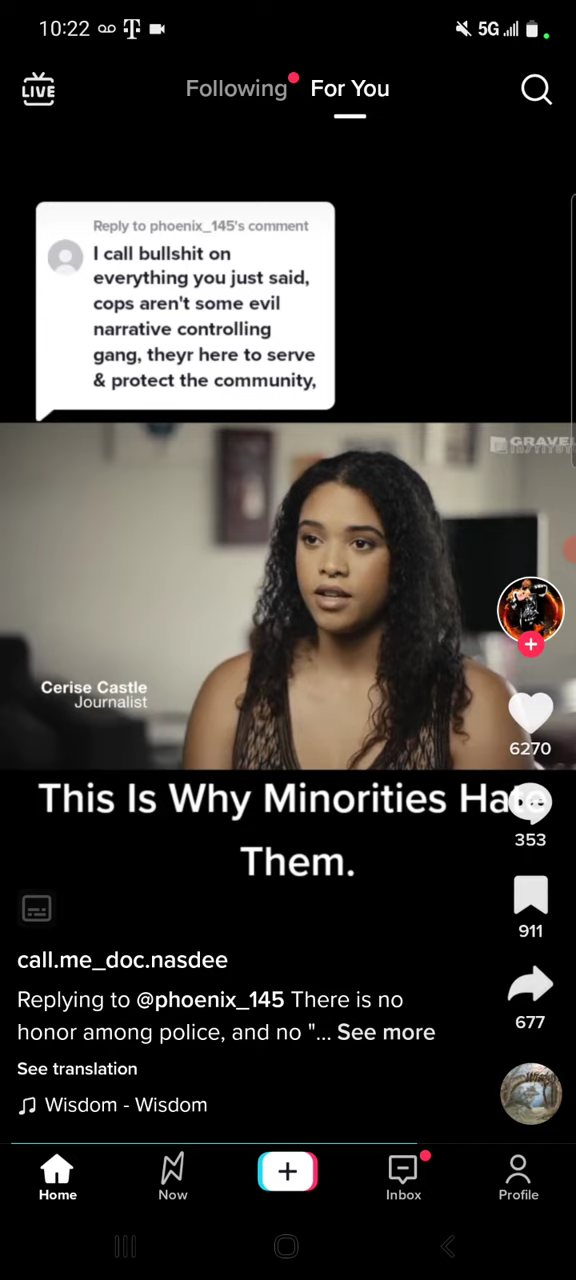 10:22
5G
LIVE
Following
For You
Reply to phoenix_145's comment
I call bullshit on
everything you just said,
cops aren't some evil
narrative controlling
gang, theyr here to serve
& protect the community,
GRAVEL
INSTITUTE
Cerise Castle
Journalist
6270
This Is Why Minorities Hate
Them.
353
911
call.me_doc.nasdee
Replying to @phoenix_145 There is no
honor among police, and no "... See more
677
See translation
Wisdom - Wisdom
Home
Now
Inbox
Profile